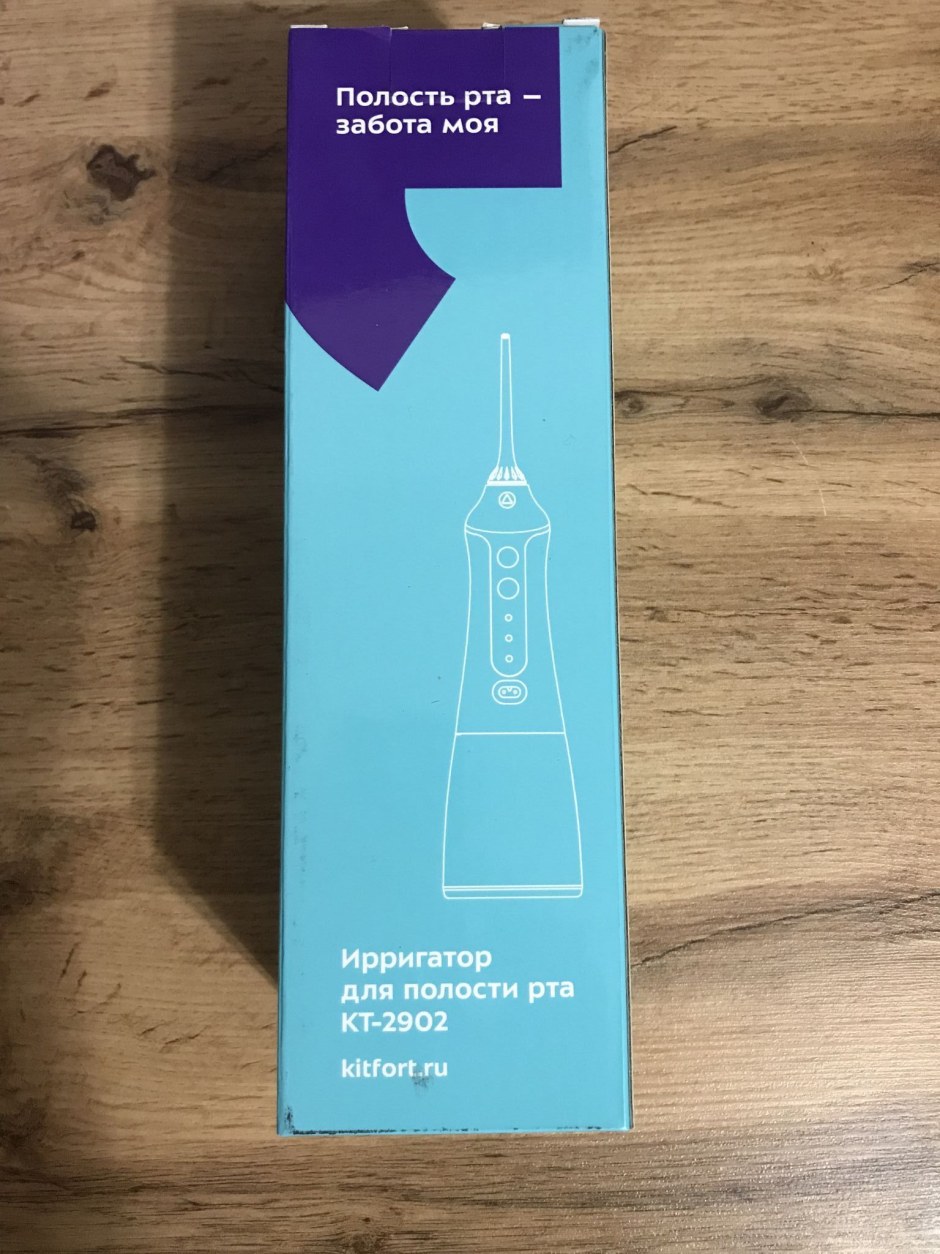 Полость рта –
забота моя
Ирригатор
для полости рта
КТ-2902
kitfort.ru